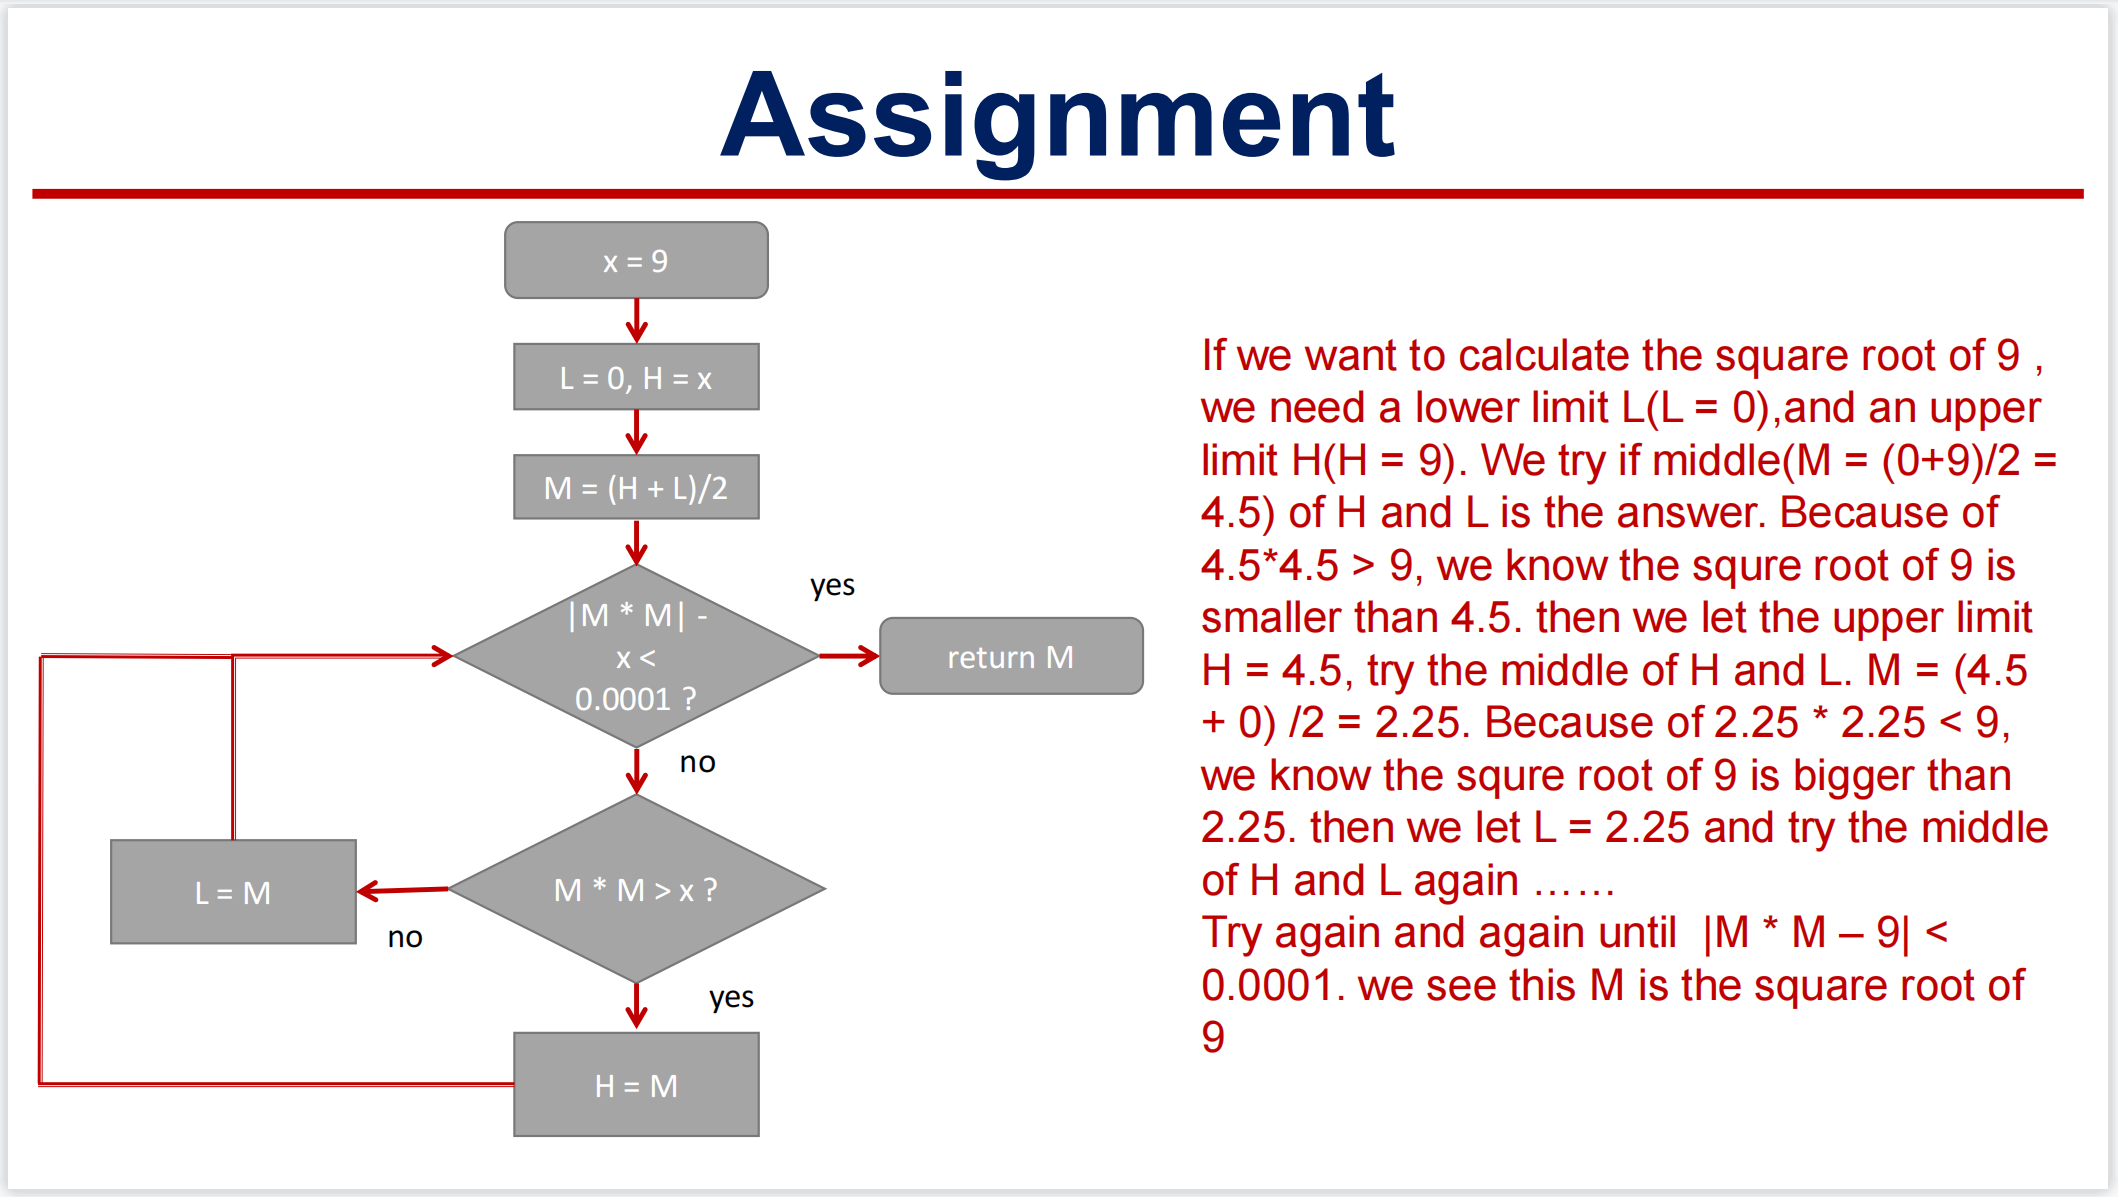 Assignment
x = 9
L = 0, H = x
M = (H + L)/2
|M * M| -
x <
0.0001 ?
yes
return M
no
M * M > x ?
L = M
no
yes
H = M
If we want to calculate the square root of 9 ,
we need a lower limit L(L = 0),and an upper
limit H(H = 9). We try if middle(M = (0+9)/2 =
4.5) of H and L is the answer. Because of
4.5*4.5 > 9, we know the squre root of 9 is
smaller than 4.5. then we let the upper limit
H = 4.5, try the middle of H and L. M = (4.5
+ 0) /2 = 2.25. Because of 2.25 * 2.25 < 9,
we know the squre root of 9 is bigger than
2.25. then we let L = 2.25 and try the middle
of H and L again ……
Try again and again until  |M * M – 9| <
0.0001. we see this M is the square root of
9